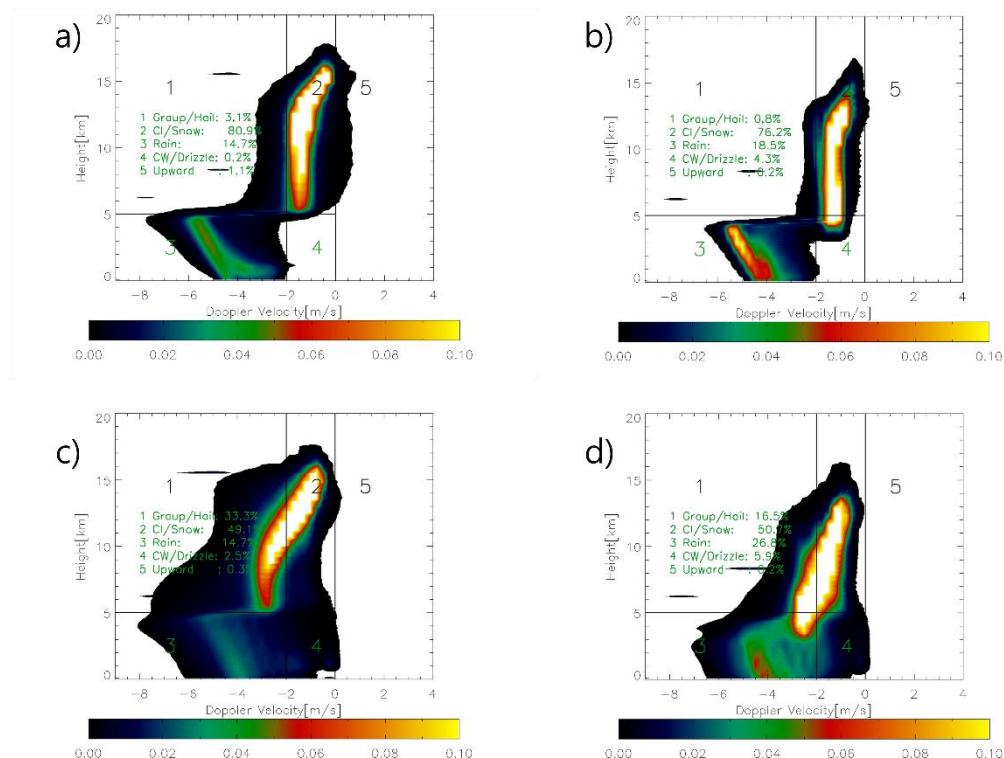 a)
20
15
10
5
0
Height[km]
1
2
5
1 Group/Hail: 3.1%
2 CI/Snow: 80.9%
3 Rain: 14.7%
4 CW/Drizzle: 0.2%
5 Upward : 1.1%
3
4
-8 -6 -4 -2 0 2 4
Doppler Velocity[m/s]
0.00 0.02 0.04 0.06 0.08 0.10
b)
20
15
10
5
0
Height[km]
1
2
5
1 Group/Hail: 0.8%
2 CI/Snow: 76.2%
3 Rain: 18.5%
4 CW/Drizzle: 4.3%
5 Upward : 0.2%
3
4
-8 -6 -4 -2 0 2 4
Doppler Velocity[m/s]
0.00 0.02 0.04 0.06 0.08 0.10
c)
20
15
10
5
0
Height[km]
1
2
5
1 Group/Hail: 33.3%
2 CI/Snow: 49.1%
3 Rain: 14.7%
4 CW/Drizzle: 2.5%
5 Upward : 0.3%
3
4
-8 -6 -4 -2 0 2 4
Doppler Velocity[m/s]
0.00 0.02 0.04 0.06 0.08 0.10
d)
20
15
10
5
0
Height[km]
1
2
5
1 Group/Hail: 16.5%
2 CI/Snow:
3 Rain: 26.8%
4 CW/Drizzle: 5.9%
5 Upward : 0.2%
3
4
-8 -6 -4 -2 0 2 4
Doppler Velocity[m/s]
0.00 0.02 0.04 0.06 0.08 0.10